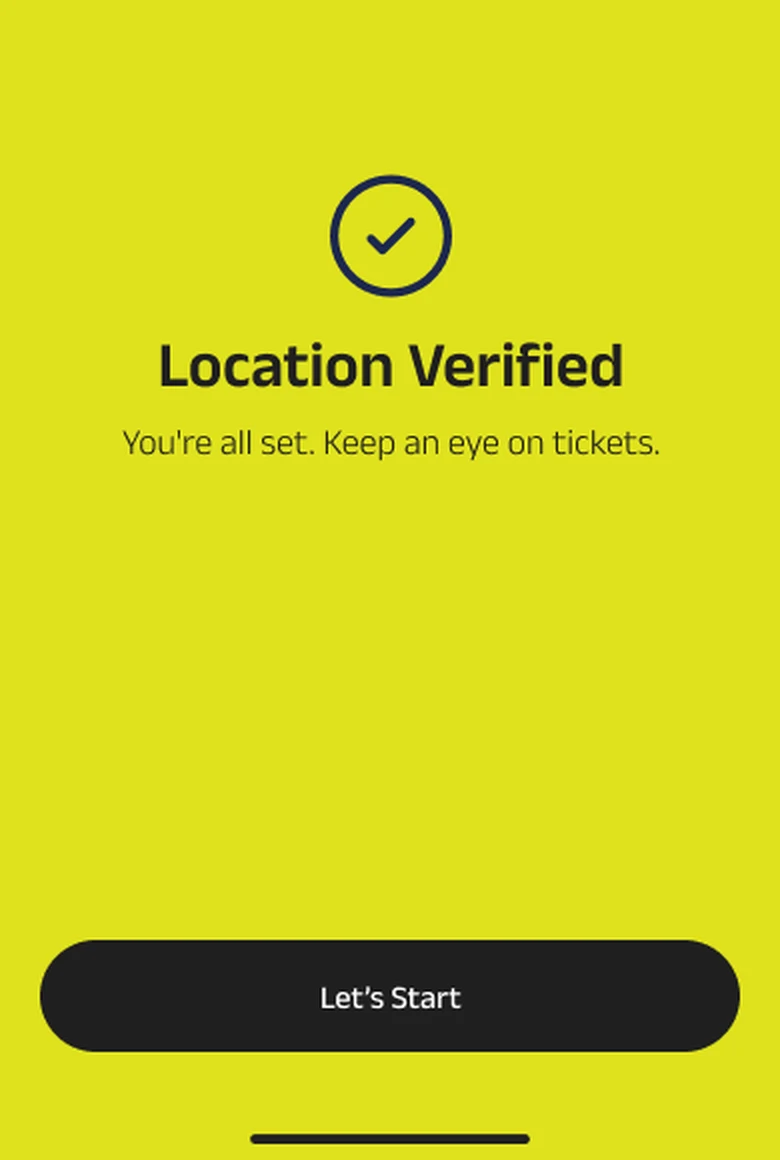 Location Verified
You're all set. Keep an eye on tickets.
Let’s Start